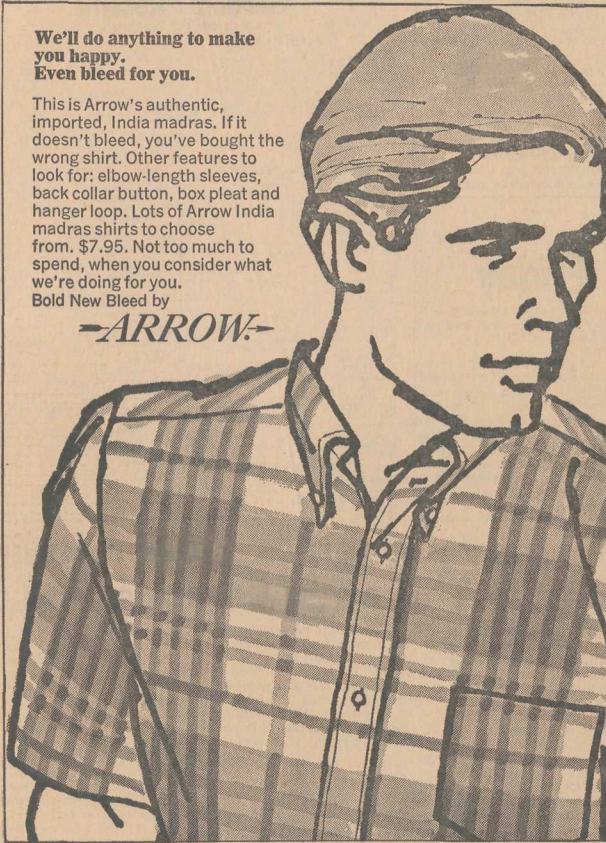 We'll do anything to make
you happy.
Even bleed for you.
This is Arrow's authentic,
imported, India madras. If it
doesn't bleed, you've bought the
wrong shirt. Other features to
look for: elbow-length sleeves,
back collar button, box pleat and
hanger loop. Lots of Arrow India
madras shirts to choose
from. $7.95. Not too much to
spend, when you consider what
we're doing for you.
Bold New Bleed by
ARROW.